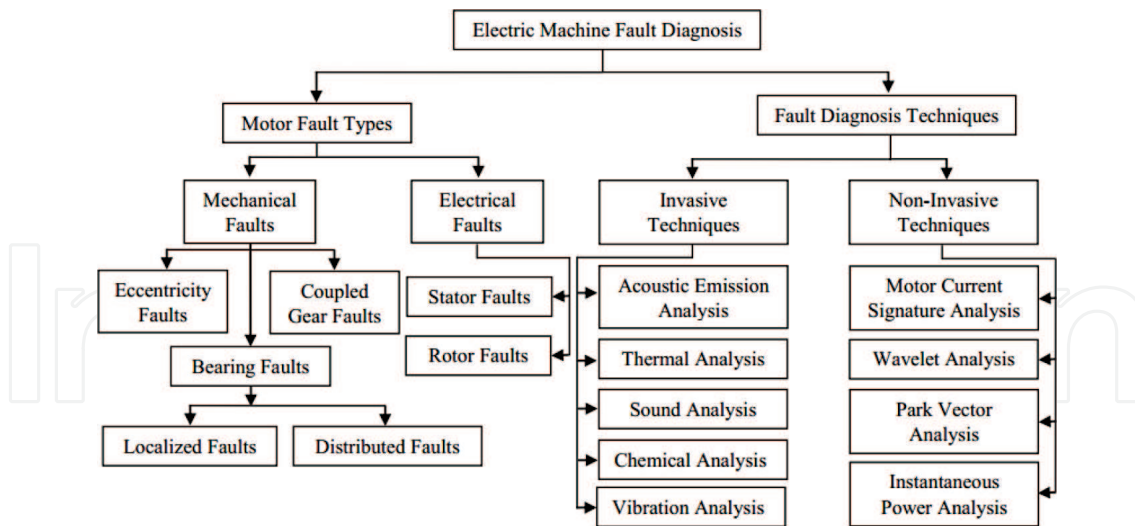 Electric Machine Fault Diagnosis
Motor Fault Types
Fault Diagnosis Techniques
Mechanical
Faults
Electrical
Faults
Invasive
Techniques
Non-Invasive
Techniques
Eccentricity
Faults
Coupled
Gear Faults
Stator Faults
Rotor Faults
Bearing Faults
Localized Faults
Distributed Faults
Acoustic Emission
Analysis
Thermal Analysis
Sound Analysis
Chemical Analysis
Vibration Analysis
Motor Current
Signature Analysis
Wavelet Analysis
Park Vector
Analysis
Instantaneous
Power Analysis